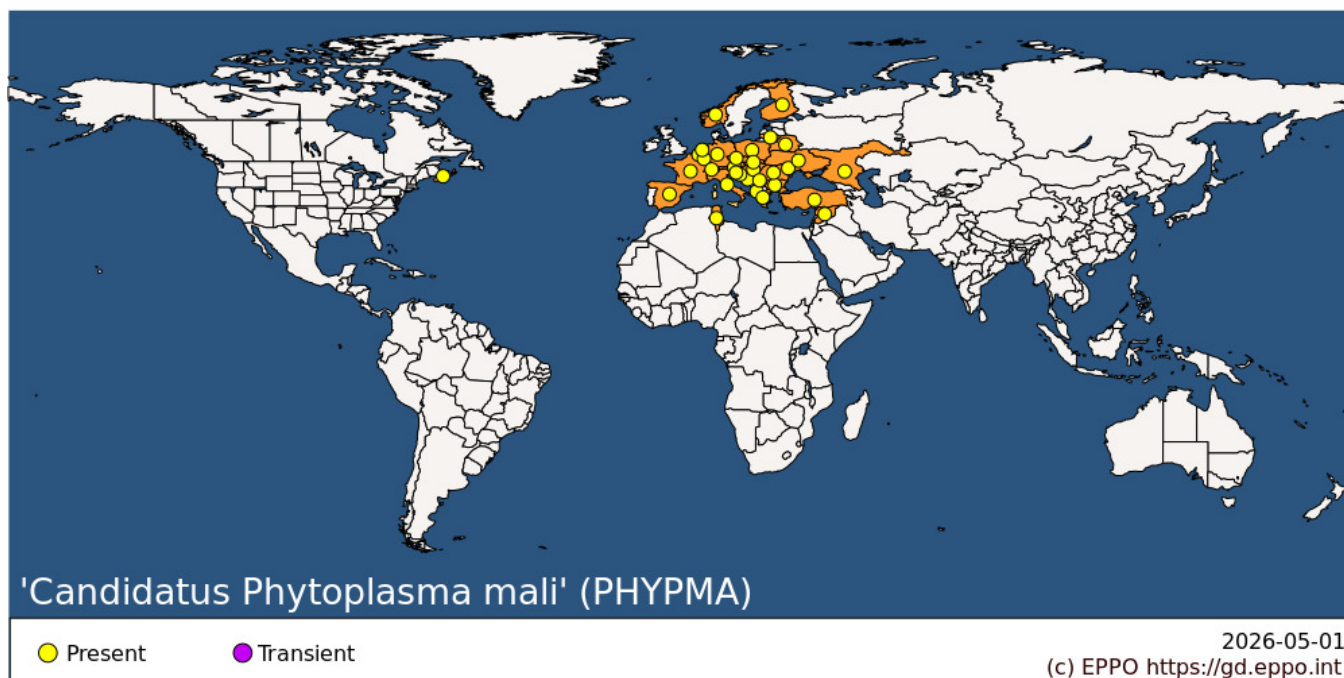 'Candidatus Phytoplasma mali' (PHYPMA)
Present
Transient
2026-05-01
(c) EPPO https://gd.eppo.int